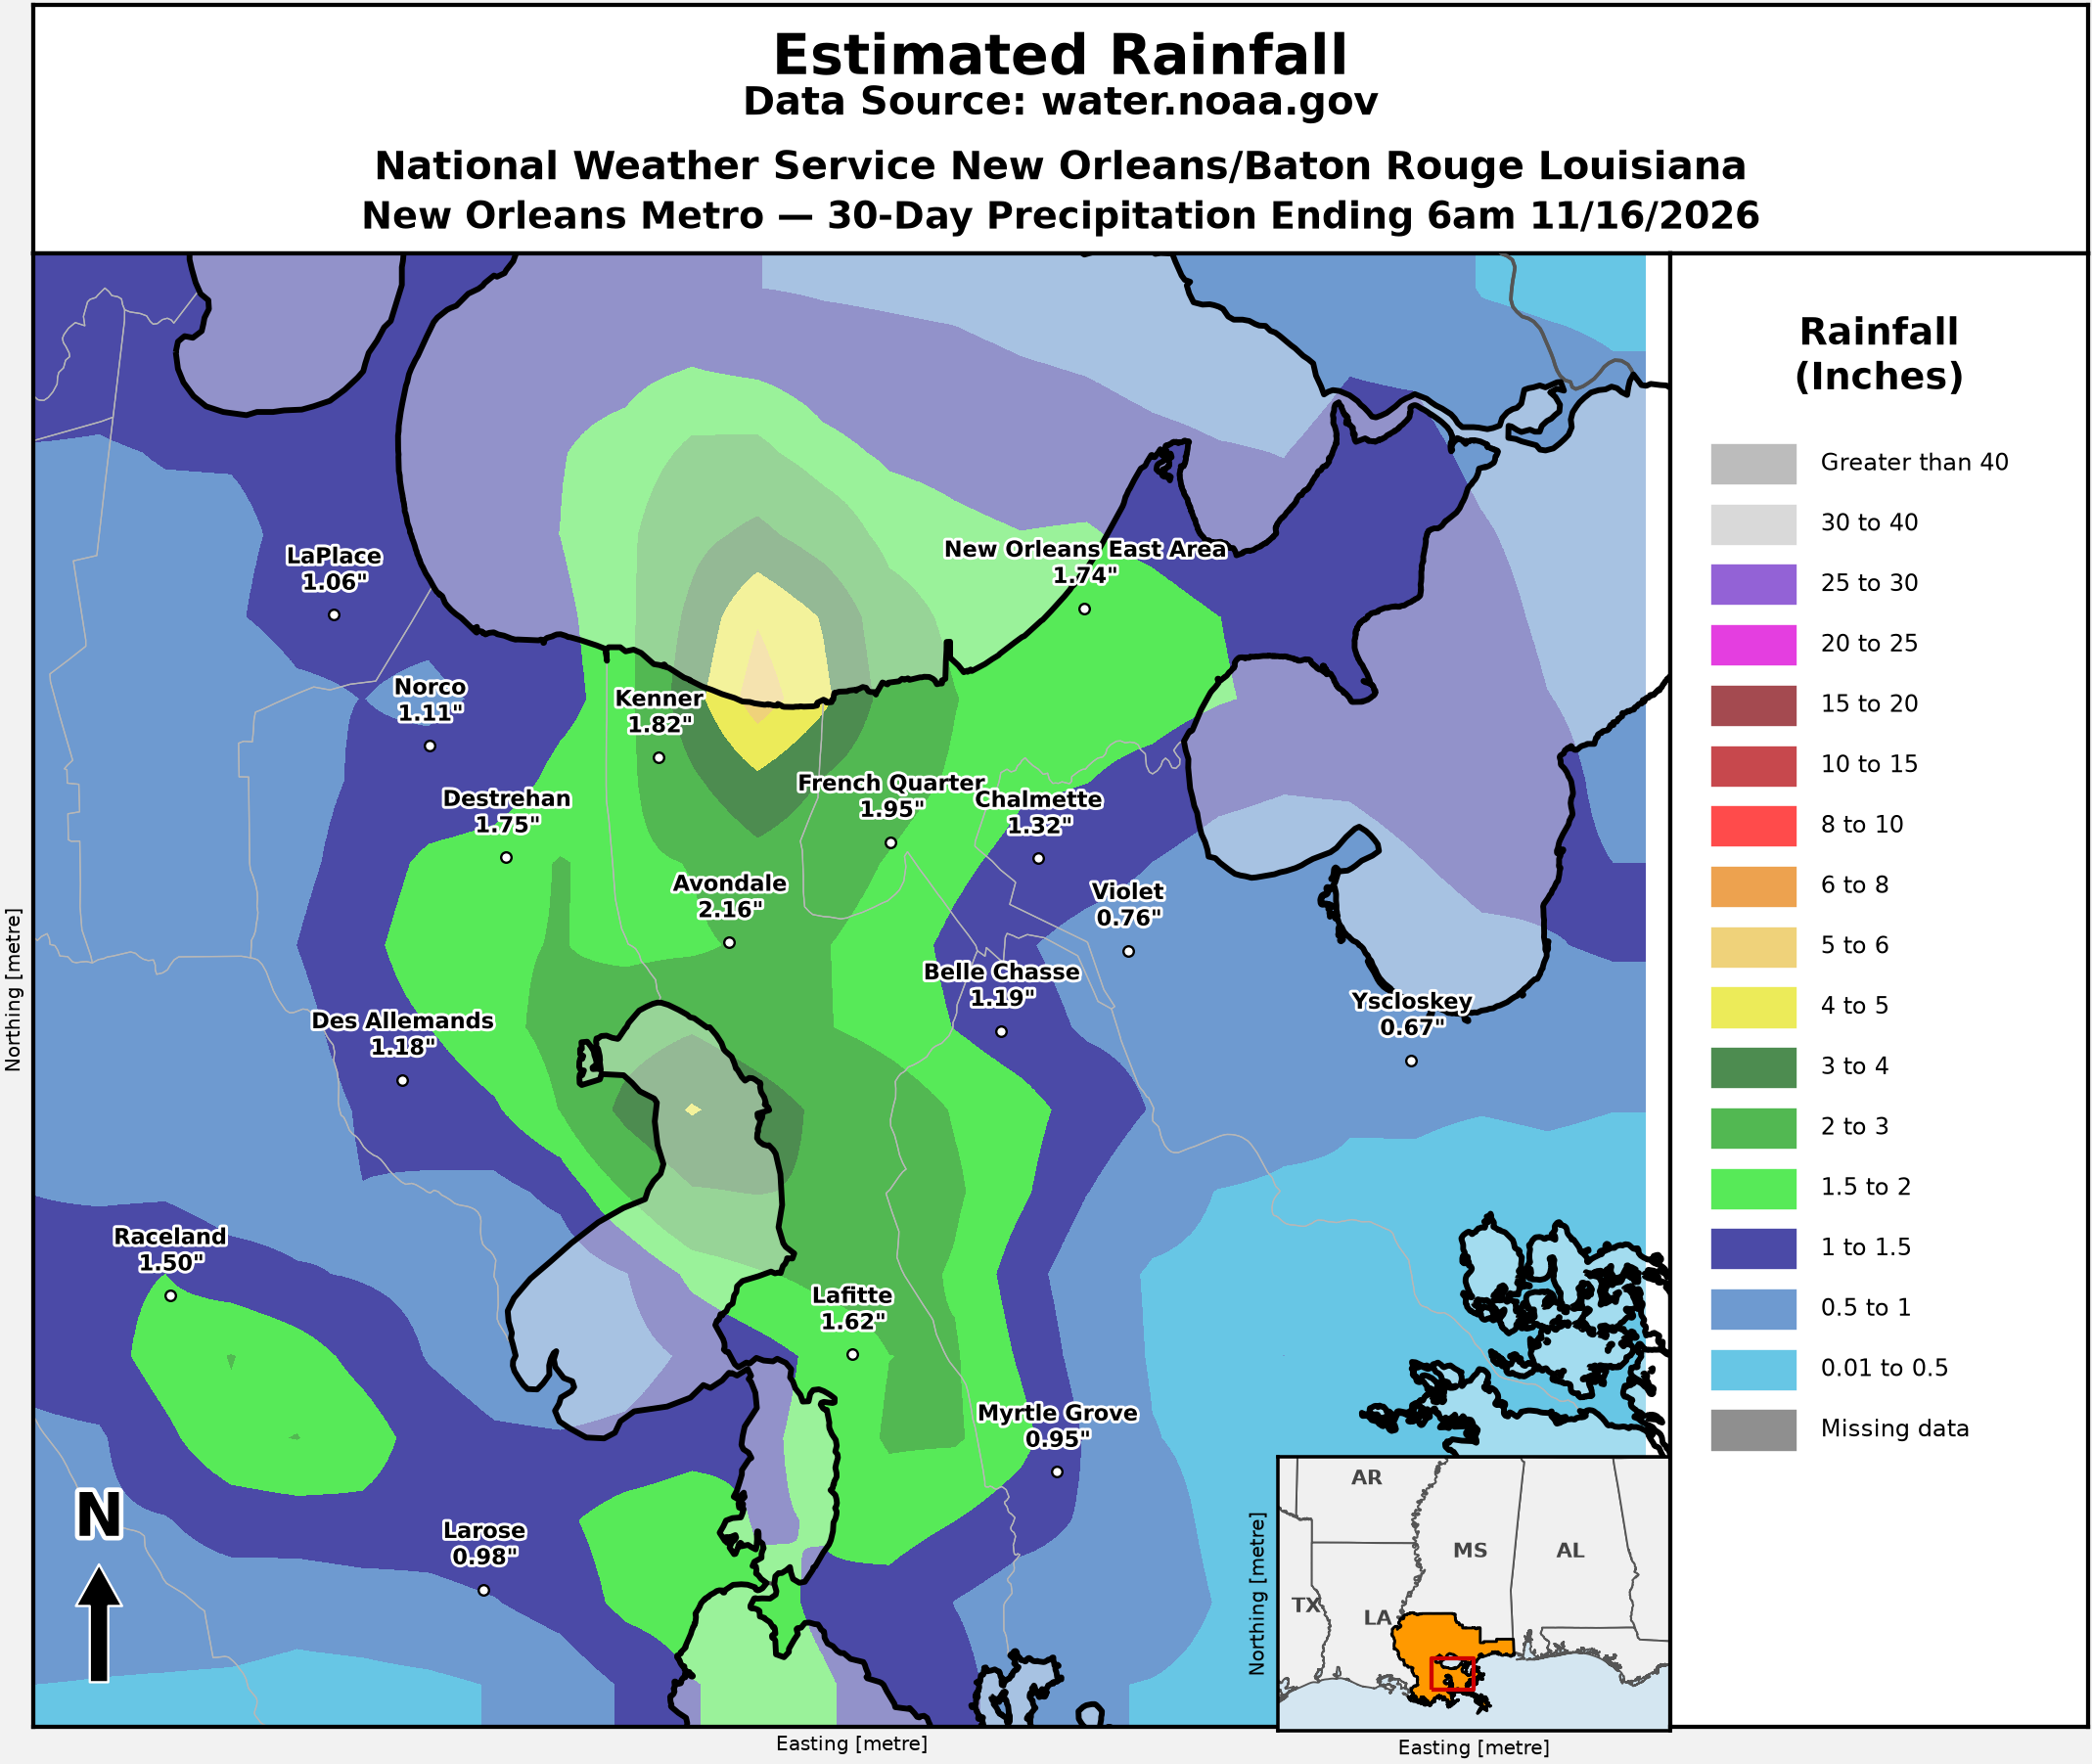 Estimated Rainfall
Data Source: water.noaa.gov
National Weather Service New Orleans/Baton Rouge Louisiana
New Orleans Metro — 30-Day Precipitation Ending 6am 11/16/2026
New Orleans East Area
1.74"
LaPlace
1.06"
Norco
1.11"
Kenner
1.82"
French Quarter
1.95"
Destrehan
1.75"
Chalmette
1.32"
Avondale
2.16"
Violet
0.76"
Belle Chasse
1.19"
Yscloskey
0.67"
Des Allemands
1.18"
Raceland
1.50"
Lafitte
1.62"
Myrtle Grove
0.95"
Larose
0.98"
N
Northing [metre]
Easting [metre]
Rainfall
(Inches)
Greater than 40
30 to 40
25 to 30
20 to 25
15 to 20
10 to 15
8 to 10
6 to 8
5 to 6
4 to 5
3 to 4
2 to 3
1.5 to 2
1 to 1.5
0.5 to 1
0.01 to 0.5
Missing data
AR
MS
AL
TX
LA
Northing [metre]
Easting [metre]